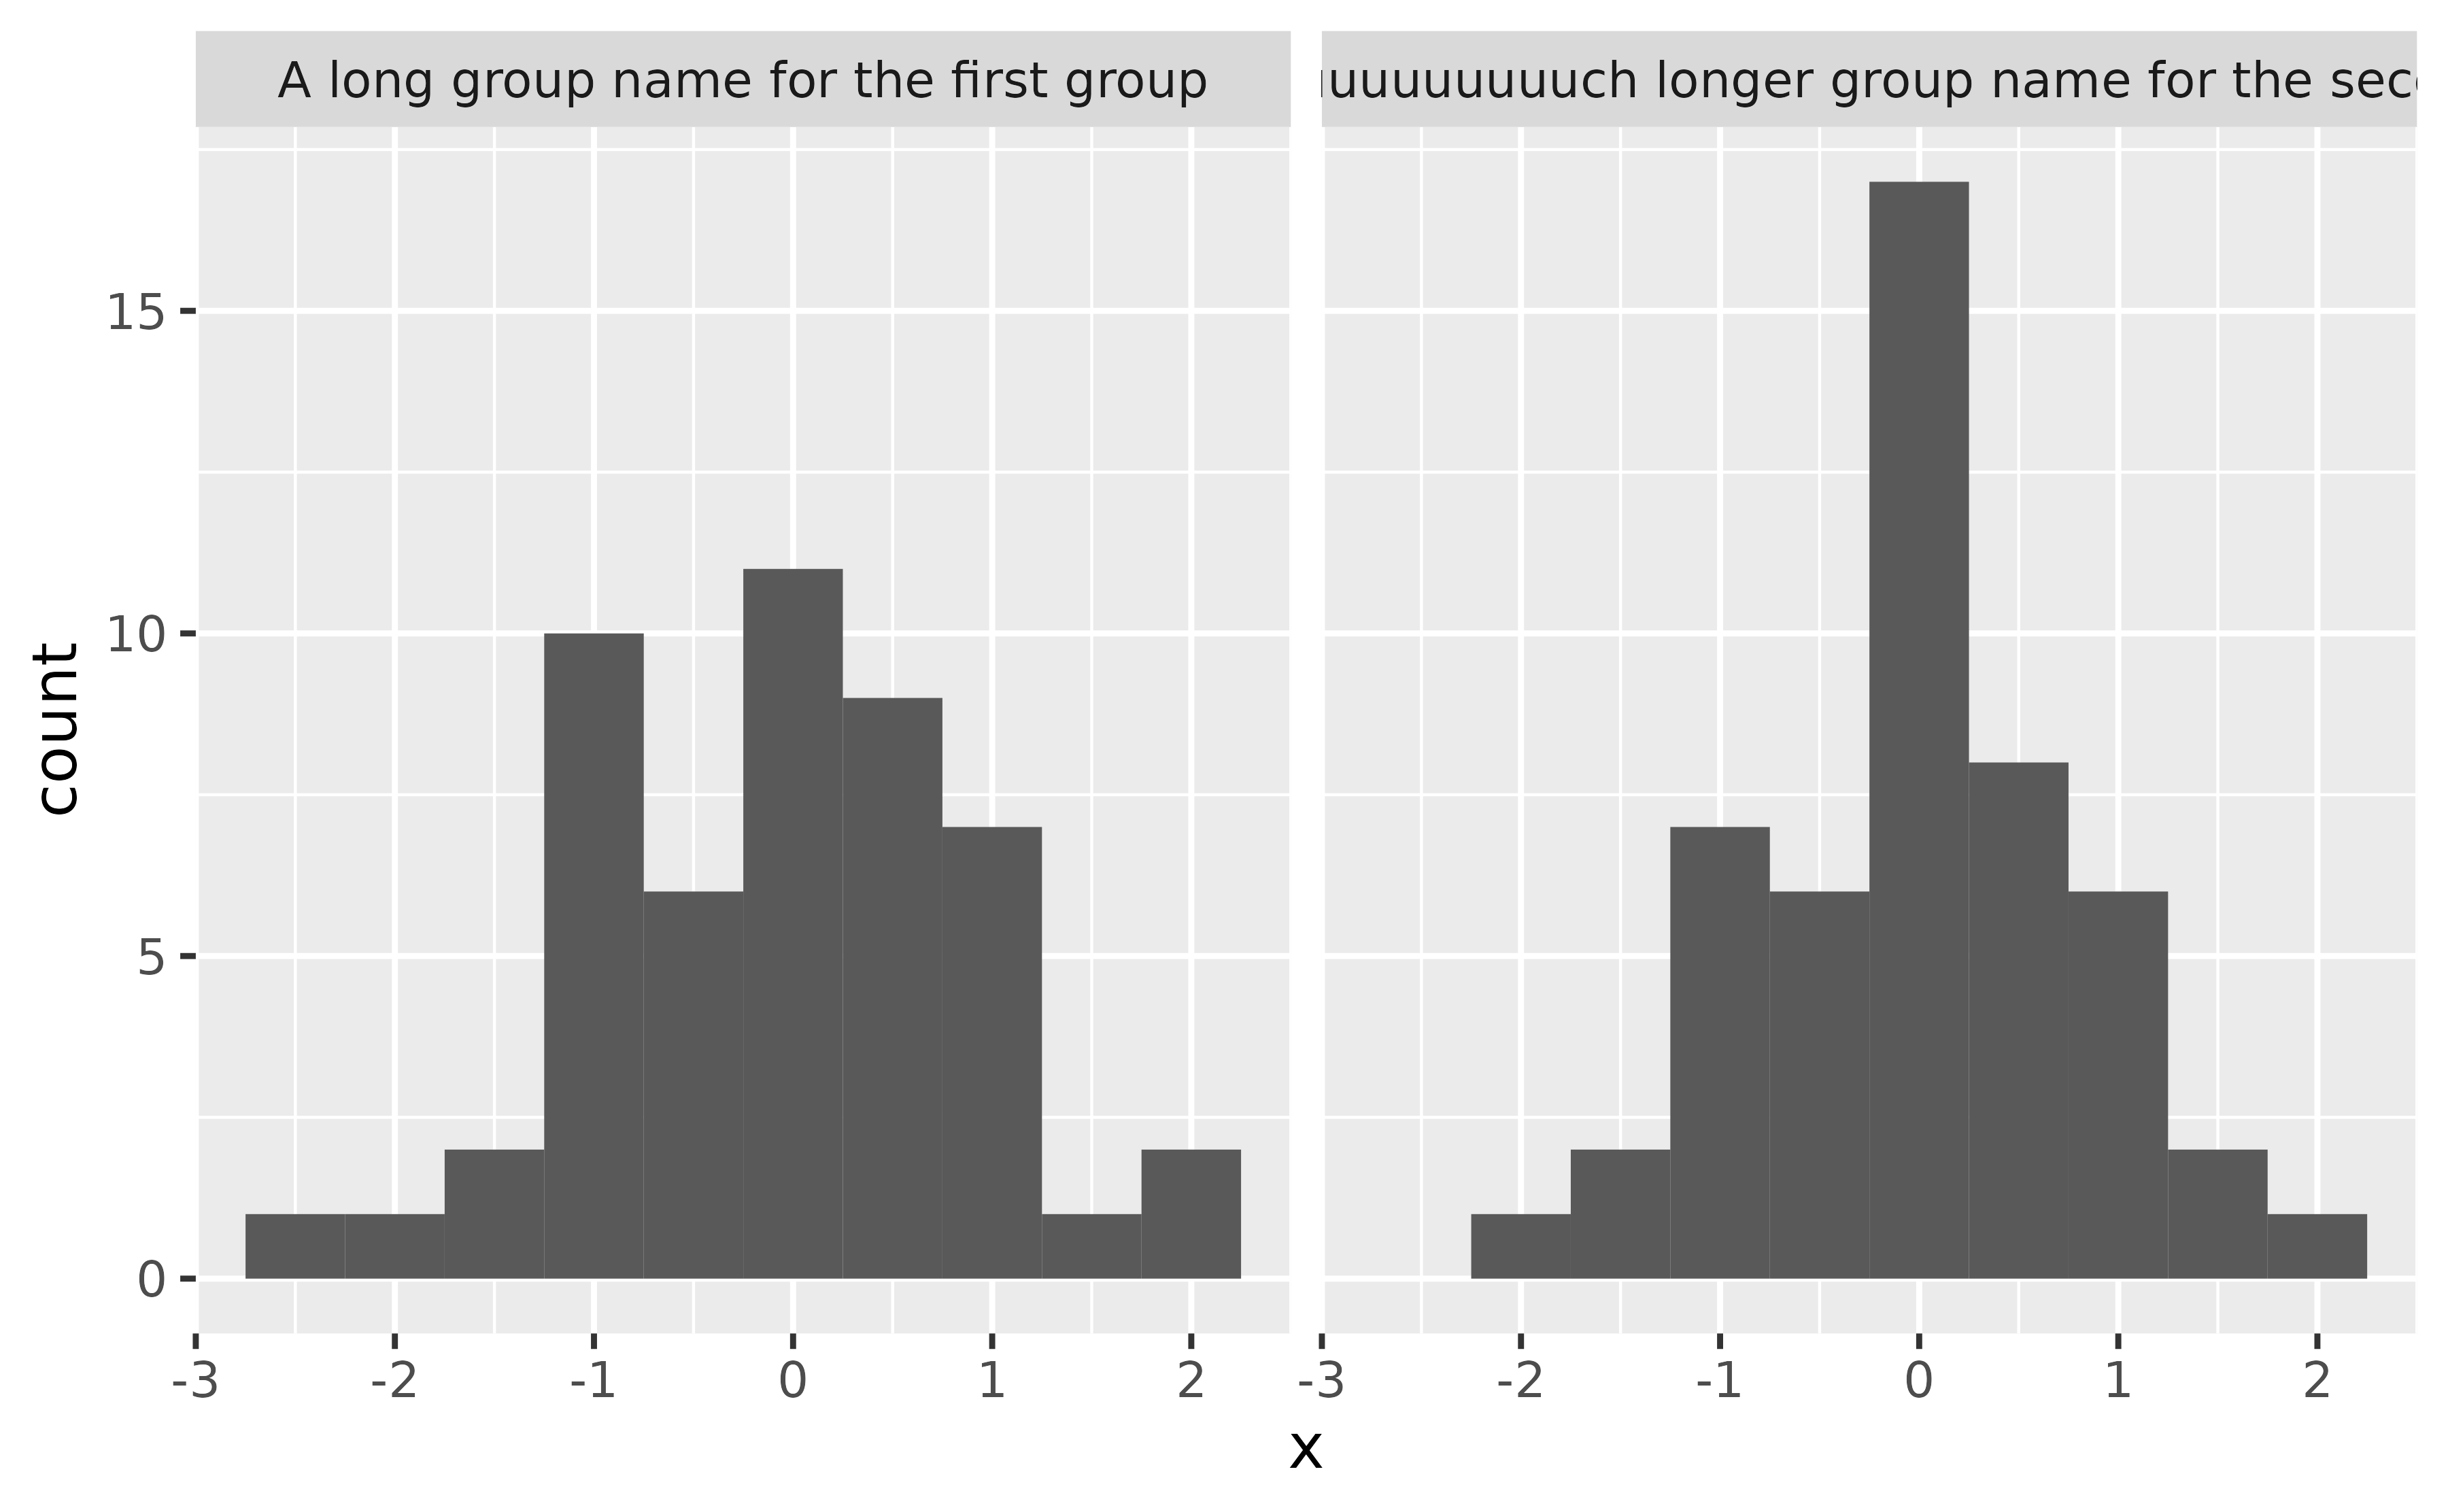 A long group name for the first group
uuuuuuuuuch longer group name for the sec
15
10
5
0
count
-3 -2 -1 0 1 2
-3 -2 -1 0 1 2
x